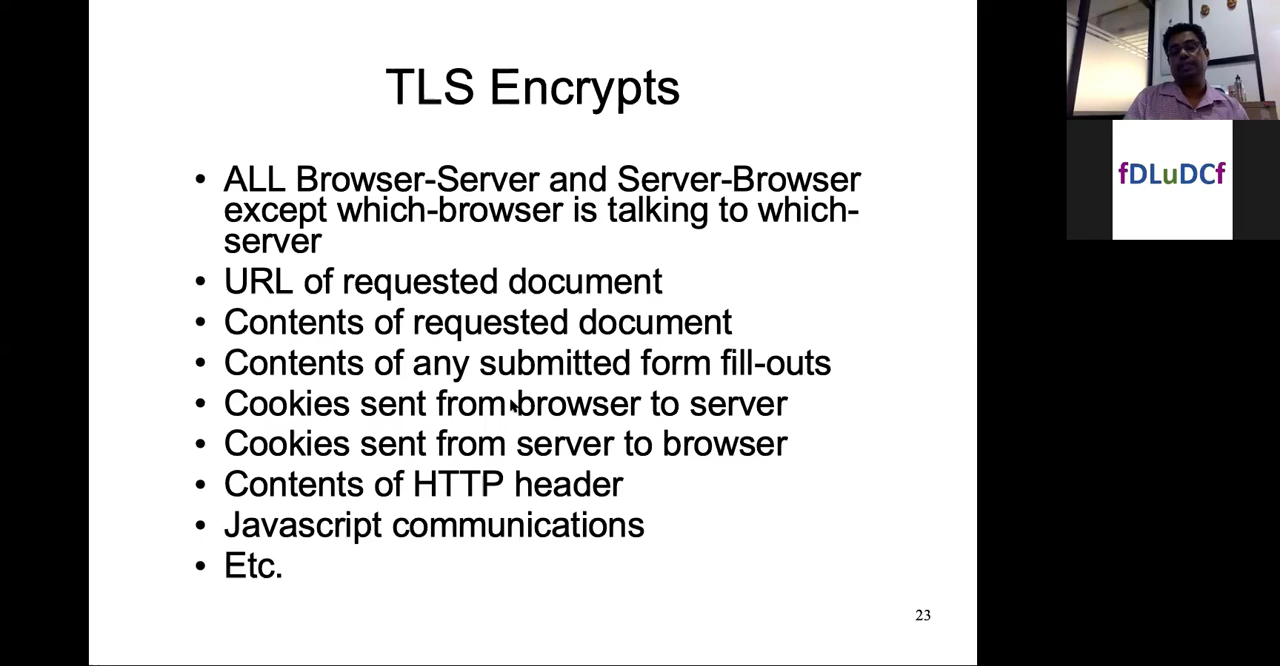 TLS Encrypts
• ALL Browser-Server and Server-Browser
except which-browser is talking to which-
server
• URL of requested document
• Contents of requested document
• Contents of any submitted form fill-outs
• Cookies sent from browser to server
• Cookies sent from server to browser
• Contents of HTTP header
• Javascript communications
• Etc.
23
fDLuDCf